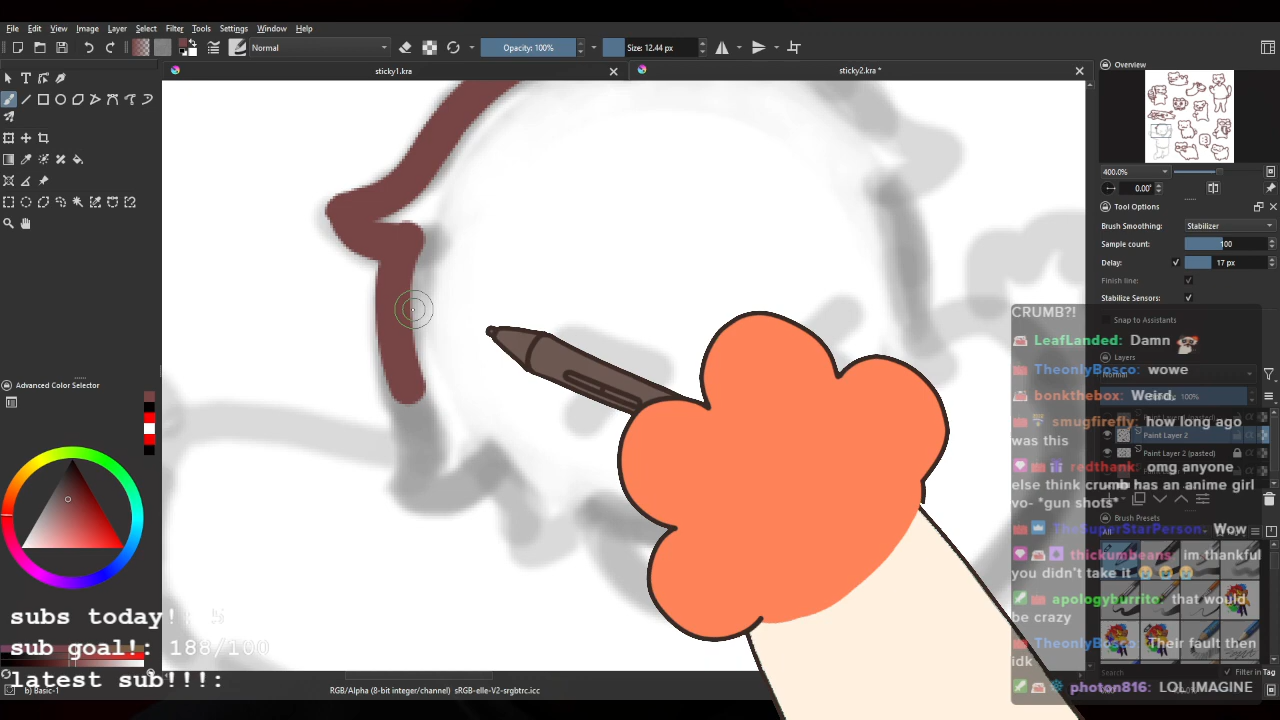 File Edit View Image Layer Select Filter Tools Settings Window Help
Normal
Opacity: 100%
Size: 12.44 px
sticky1.kra
sticky2.kra *
Overview
400.0%
0.00°
Tool Options
Brush Smoothing: Stabilizer
Sample count: 100
Delay: 17 px
Finish line:
Stabilize Sensors:
Snap to Assistants
CRUMB?!
LeafLanded: Damn
Layers
TheonlyBosco: wowe
Normal
bonkthebox: Weird.
100%
smugfirefly: how long ago
was this
Paint Layer 2
Paint Layer 2 (pasted)
redthank: omg anyone
else think crumb has an anime girl
vo- *gun shots*
Brush Presets
TheSuperStarPerson: Wow
thickumbeans: im thankful
you didn't take it
apologyburrito: that would
be crazy
TheonlyBosco: Their fault then
idk
Search
Filter in Tag
photon816: LOL IMAGINE
Advanced Color Selector
subs today!: 5
sub goal!: 188/100
latest sub!!!:
b) Basic-1
RGB/Alpha (8-bit integer/channel) sRGB-elle-V2-srgbtrc.icc